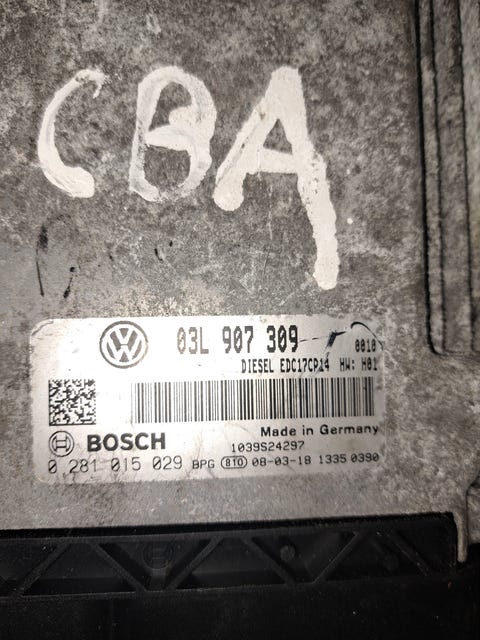 CBA
03L 907 309
0010
DIESEL EDC17CP14 HW: H01
Made in Germany
BOSCH
1039S24297
0 281 015 029 BPG 810 08-03-18 1335 0390